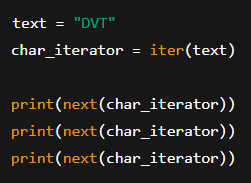 text = "DVT"
char_iterator = iter(text)
print(next(char_iterator))
print(next(char_iterator))
print(next(char_iterator))